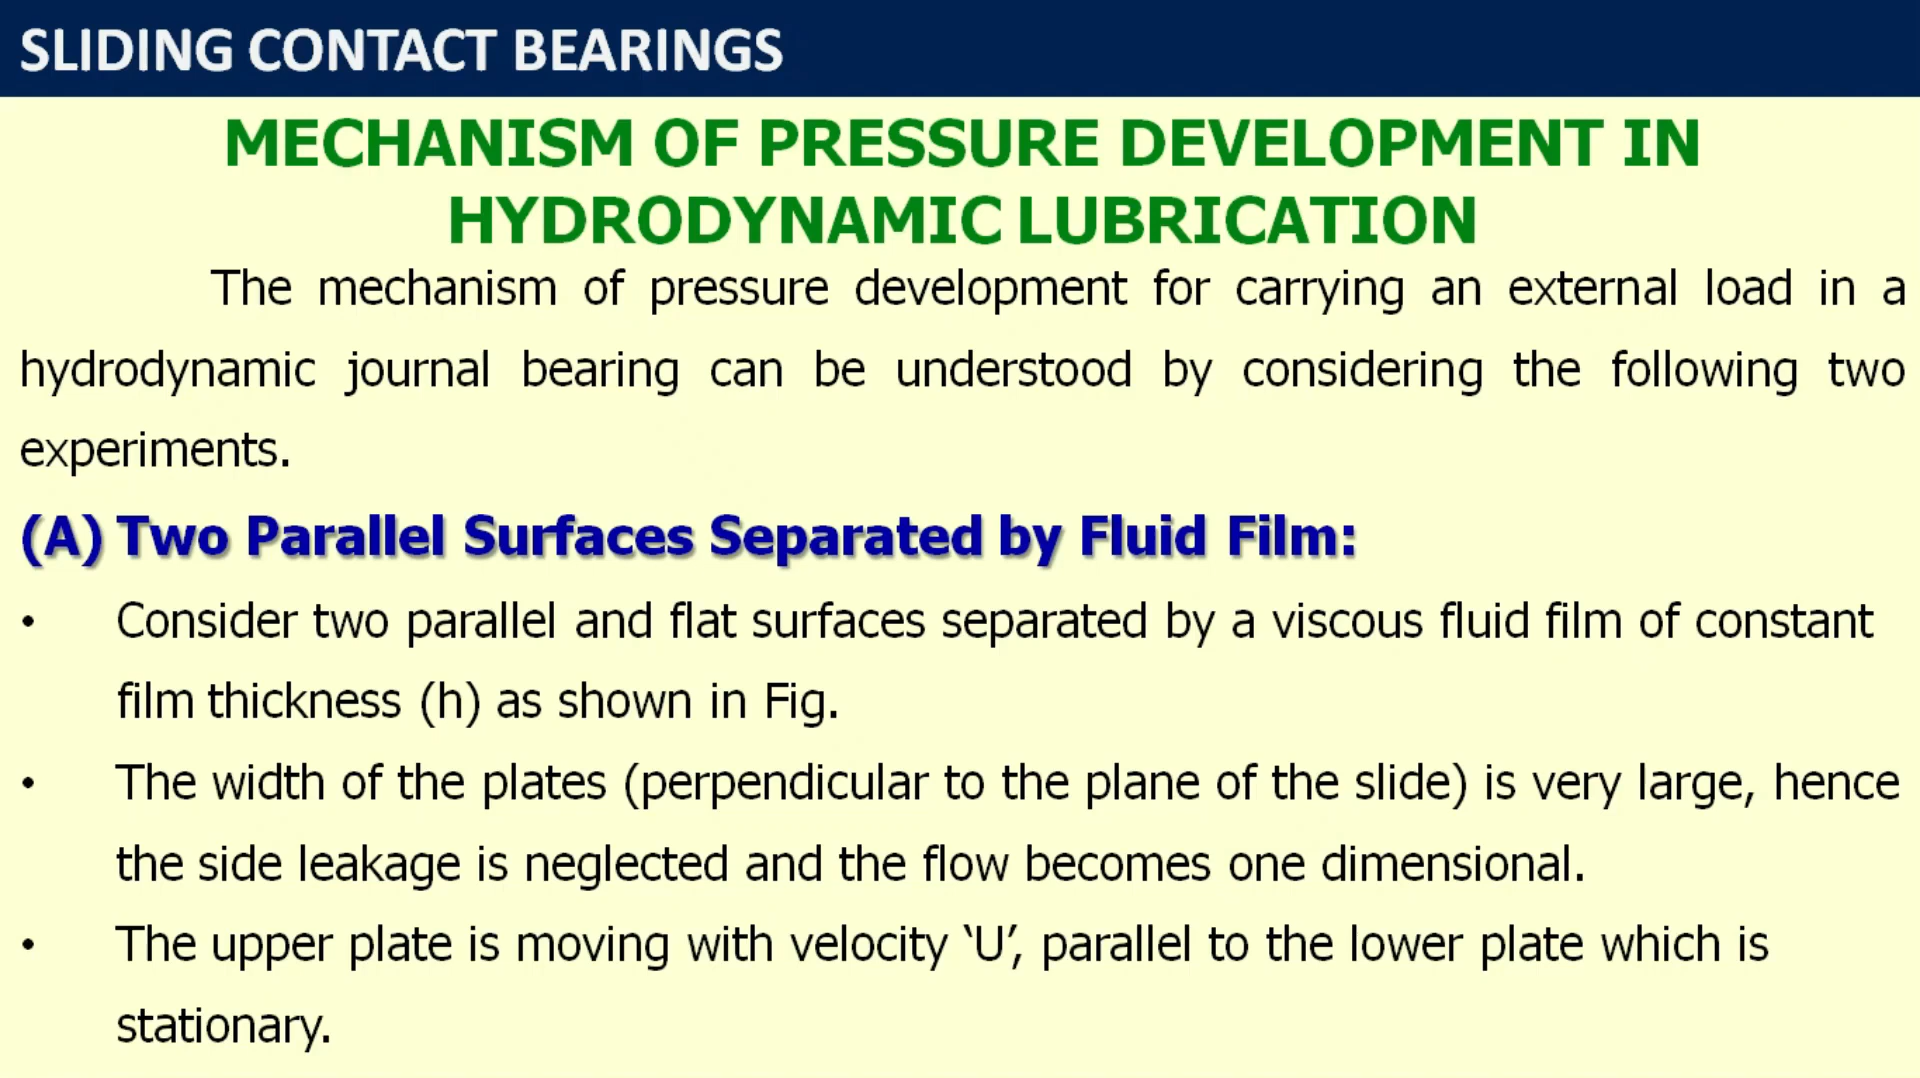 SLIDING CONTACT BEARINGS
MECHANISM OF PRESSURE DEVELOPMENT IN
HYDRODYNAMIC LUBRICATION
The mechanism of pressure development for carrying an external load in a
hydrodynamic journal bearing can be understood by considering the following two
experiments.
(A) Two Parallel Surfaces Separated by Fluid Film:
• Consider two parallel and flat surfaces separated by a viscous fluid film of constant
film thickness (h) as shown in Fig.
• The width of the plates (perpendicular to the plane of the slide) is very large, hence
the side leakage is neglected and the flow becomes one dimensional.
• The upper plate is moving with velocity ‘U’, parallel to the lower plate which is
stationary.